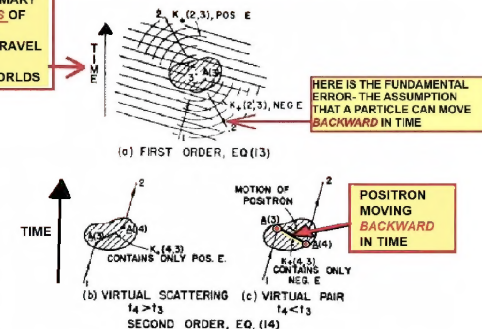 OF
RAVEL
ORLDS
TIME
2 K₊(2,3), POS E
A(3)
3
K₊(2',3), NEG. E
2'
1
(a) FIRST ORDER, EQ.(13)
HERE IS THE FUNDAMENTAL
ERROR- THE ASSUMPTION
THAT A PARTICLE CAN MOVE
BACKWARD IN TIME
TIME
2
A(3)
A(4)
K₊(4,3)
CONTAINS ONLY POS. E.
1
(b) VIRTUAL SCATTERING
t₄>t₃
MOTION OF
POSITRON
2
A(3)
A(4)
K₊(4,3)
CONTAINS ONLY
NEG. E
1
(c) VIRTUAL PAIR
t₄<t₃
SECOND ORDER, EQ. (14)
POSITRON
MOVING
BACKWARD
IN TIME